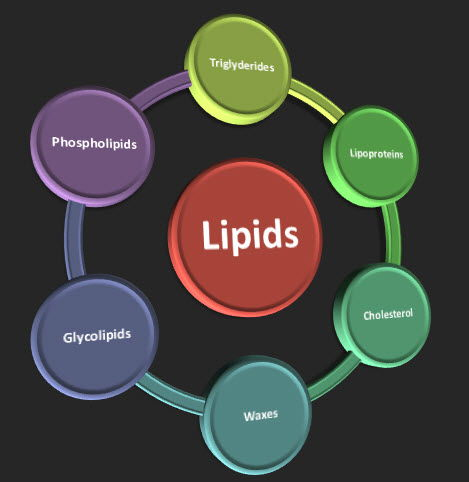 Triglyderides
Lipoproteins
Phospholipids
Lipids
Cholesterol
Glycolipids
Waxes